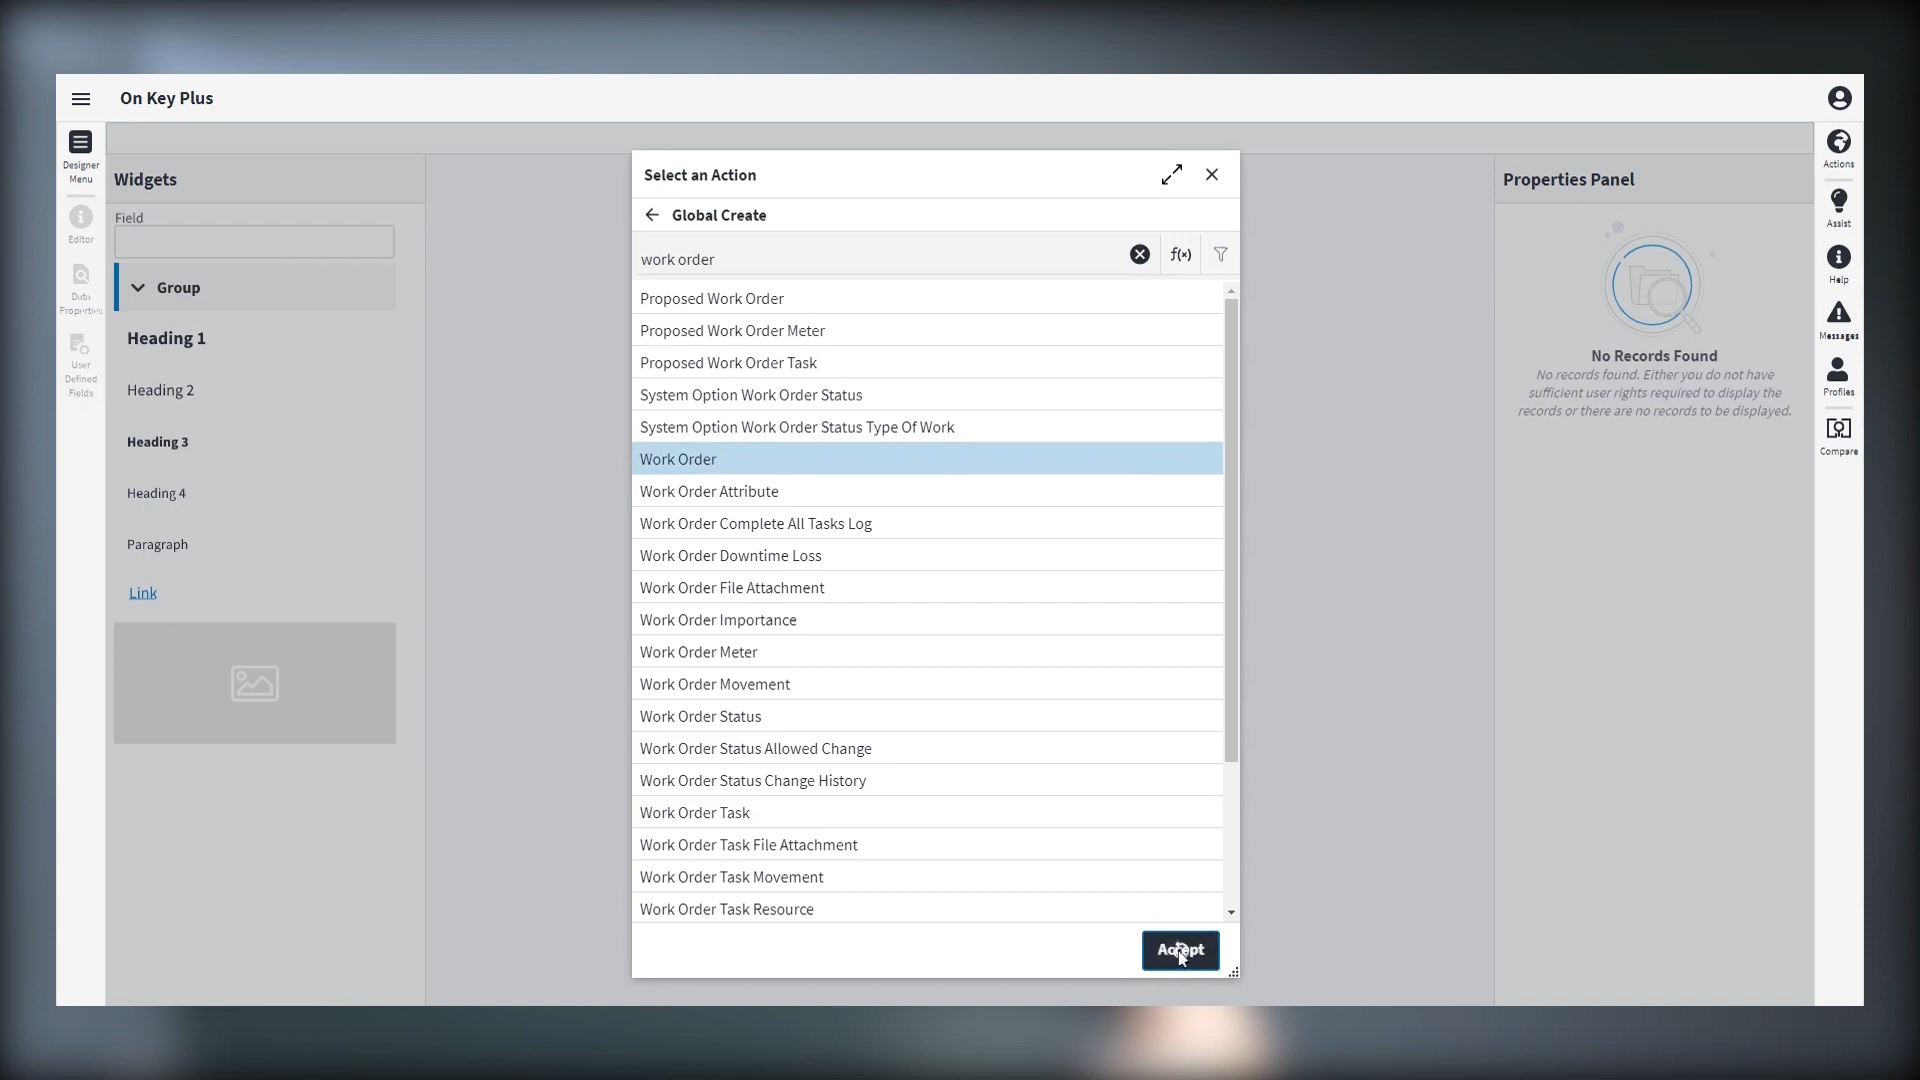 On Key Plus
Designer
Menu
Editor
Data
Properties
User
Defined
Fields
Widgets
Field
Group
Heading 1
Heading 2
Heading 3
Heading 4
Paragraph
Link
Select an Action
Global Create
work order
f(x)
Proposed Work Order
Proposed Work Order Meter
Proposed Work Order Task
System Option Work Order Status
System Option Work Order Status Type Of Work
Work Order
Work Order Attribute
Work Order Complete All Tasks Log
Work Order Downtime Loss
Work Order File Attachment
Work Order Importance
Work Order Meter
Work Order Movement
Work Order Status
Work Order Status Allowed Change
Work Order Status Change History
Work Order Task
Work Order Task File Attachment
Work Order Task Movement
Work Order Task Resource
Accept
Properties Panel
No Records Found
No records found. Either you do not have
sufficient user rights required to display the
records or there are no records to be displayed.
Actions
Assist
Help
Messages
Profiles
Compare